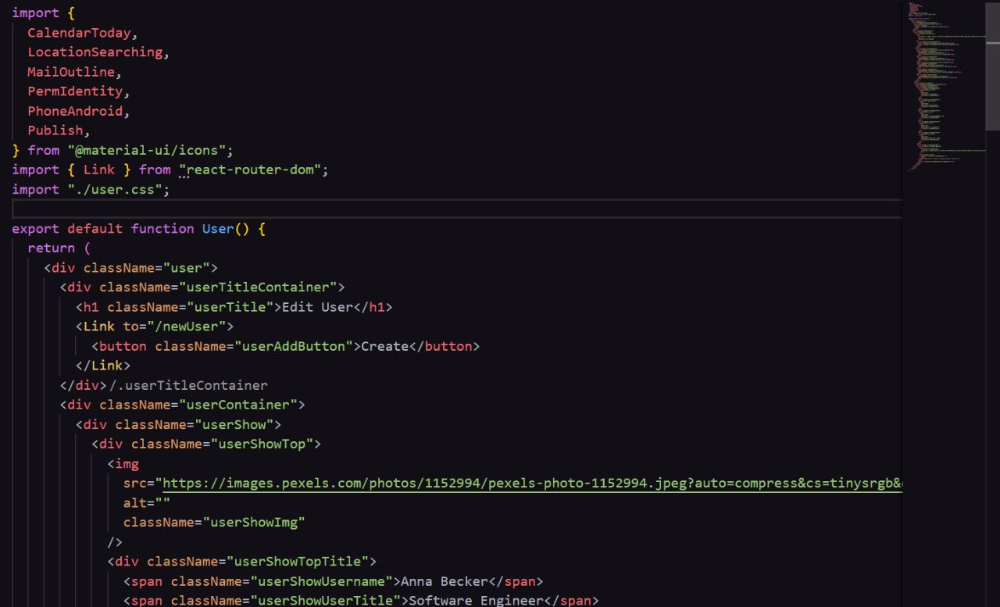 import {
  CalendarToday,
  LocationSearching,
  MailOutline,
  PermIdentity,
  PhoneAndroid,
  Publish,
} from "@material-ui/icons";
import { Link } from "react-router-dom";
import "./user.css";

export default function User() {
  return (
    <div className="user">
      <div className="userTitleContainer">
        <h1 className="userTitle">Edit User</h1>
        <Link to="/newUser">
          <button className="userAddButton">Create</button>
        </Link>
      </div>/.userTitleContainer
      <div className="userContainer">
        <div className="userShow">
          <div className="userShowTop">
            <img
              src="https://images.pexels.com/photos/1152994/pexels-photo-1152994.jpeg?auto=compress&cs=tinysrgb&
              alt=""
              className="userShowImg"
            />
            <div className="userShowTopTitle">
              <span className="userShowUsername">Anna Becker</span>
              <span className="userShowUserTitle">Software Engineer</span>